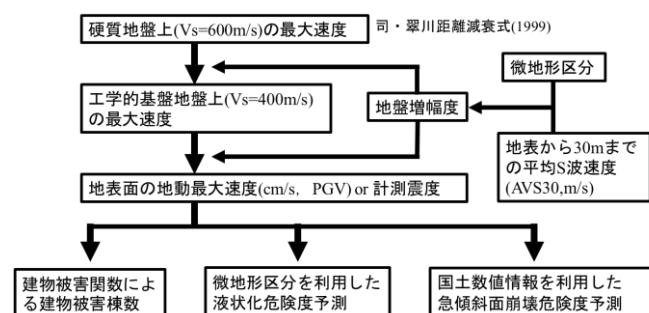 硬質地盤上(Vs=600m/s)の最大速度
司・翠川距離減衰式(1999)
微地形区分
工学的基盤地盤上(Vs=400m/s)
の最大速度
地盤増幅度
地表から30mまで
の平均S波速度
(AVS30,m/s)
地表面の地動最大速度(cm/s, PGV) or 計測震度
建物被害関数によ
る建物被害棟数
微地形区分を利用した
液状化危険度予測
国土数値情報を利用した
急傾斜面崩壊危険度予測